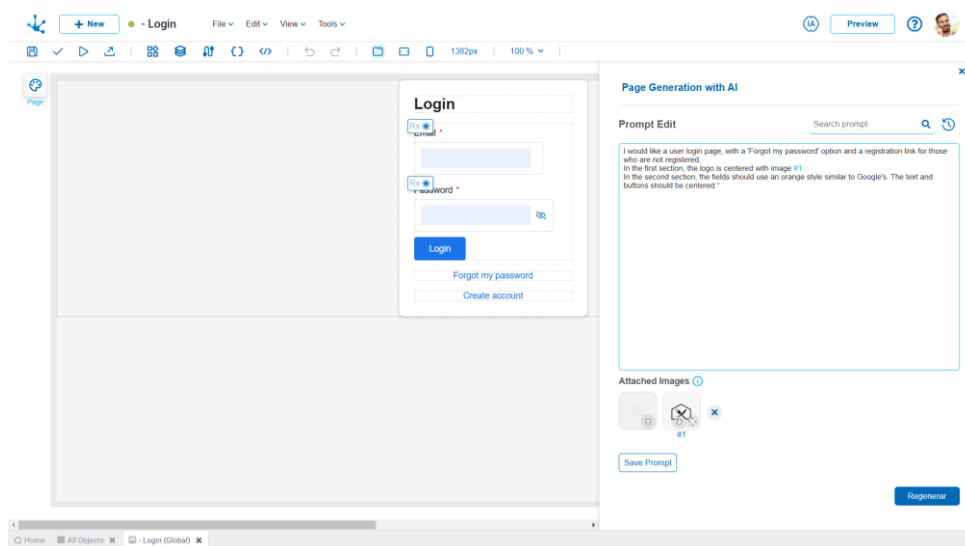 + New
- Login
File
Edit
View
Tools
IA
Preview
?
1382px
100 %
Page
Login
Rx
Email *
Rx
Password *
Login
Forgot my password
Create account
Page Generation with AI
Prompt Edit
Search prompt
I would like a user login page, with a 'Forgot my password' option and a registration link for those
who are not registered.
In the first section, the logo is centered with image #1.
In the second section, the fields should use an orange style similar to Google's. The text and
buttons should be centered."
Attached Images
#1
Save Prompt
Regenerar
Home
All Objects
- Login (Global)